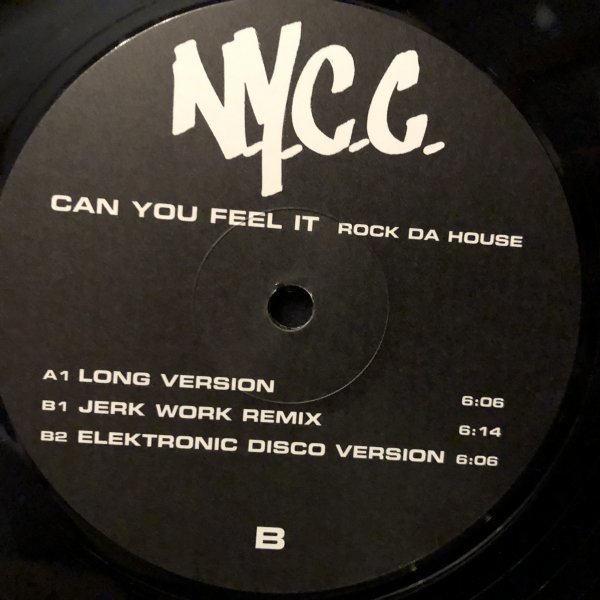 N.Y.C.C.
CAN YOU FEEL IT ROCK DA HOUSE
A1 LONG VERSION 6:06
B1 JERK WORK REMIX 6:14
B2 ELEKTRONIC DISCO VERSION 6:06
B